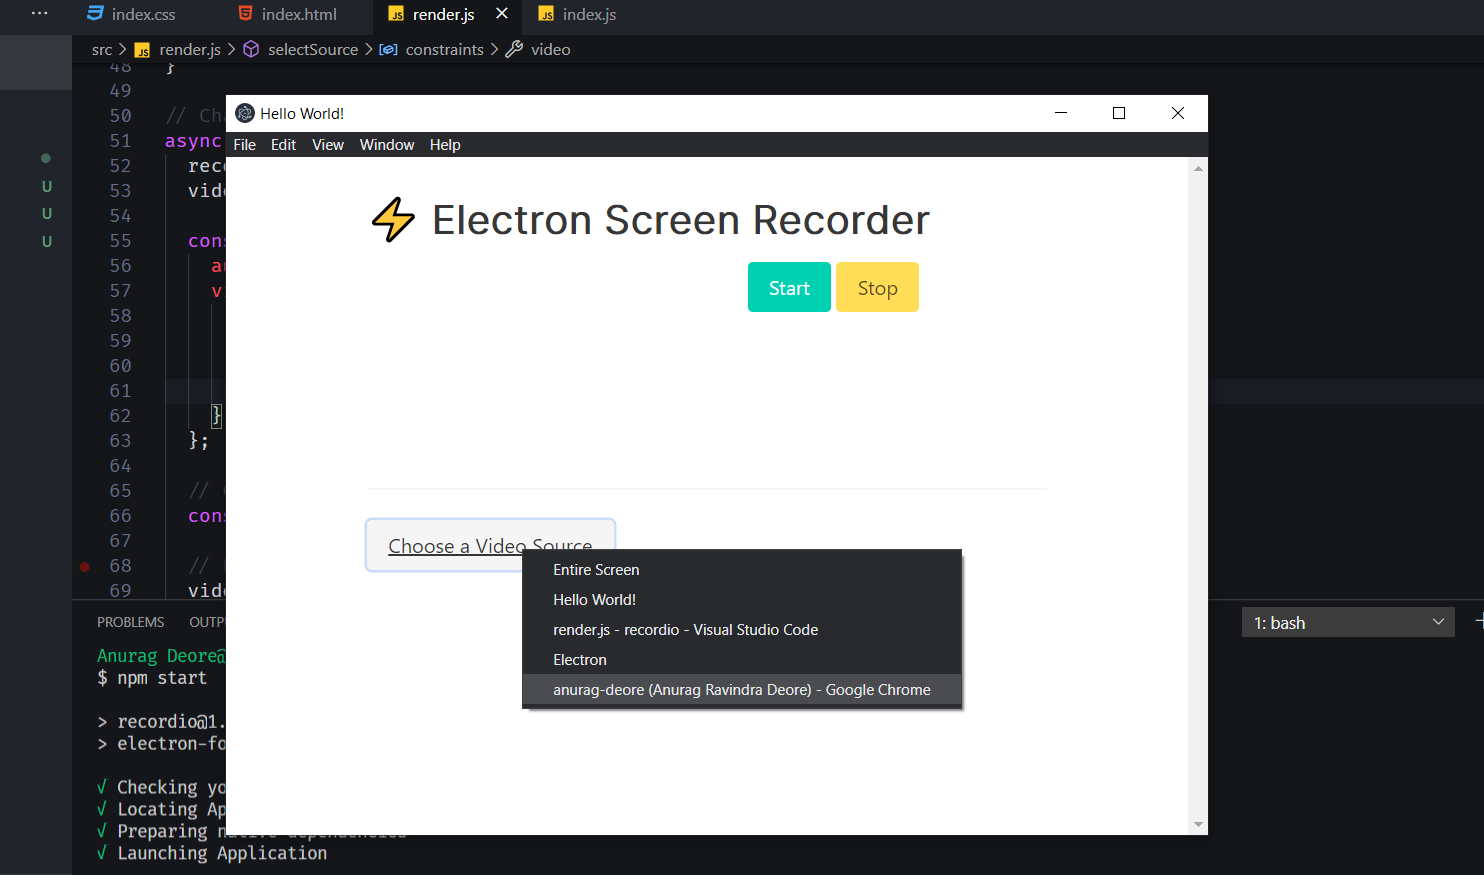 ··· index.css index.html JS render.js JS index.js
src JS render.js selectSource constraints video
48 }
49
50 // Ch
51 async
52 rec
53 vid
54
55 con
56 a
57 v
58
59
60
61
62 }
63 };
64
65 //
66 con
67
68 //
69 vid
Hello World!
File Edit View Window Help
Electron Screen Recorder
Start Stop
Choose a Video Source
Entire Screen
Hello World!
render.js - recordio - Visual Studio Code
Electron
anurag-deore (Anurag Ravindra Deore) - Google Chrome
U
U
U
PROBLEMS OUTPU 1: bash
Anurag Deore@
$ npm start
> recordio@1.
> electron-fo
√ Checking yo
√ Locating Ap
√ Preparing native dependencies
√ Launching Application